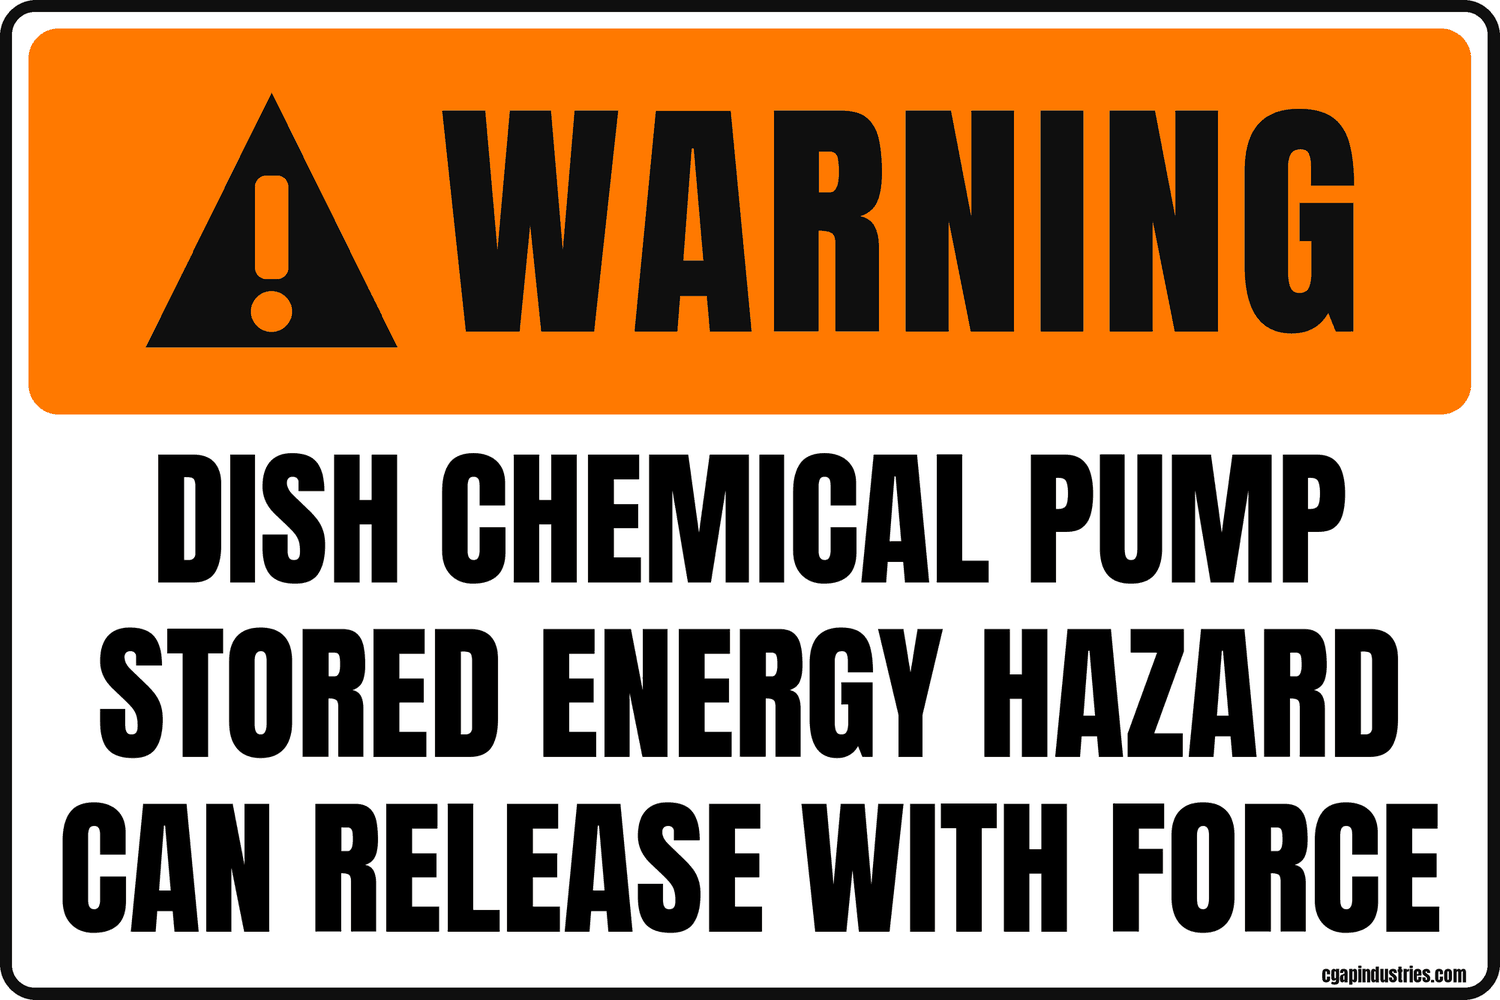 WARNING
DISH CHEMICAL PUMP
STORED ENERGY HAZARD
CAN RELEASE WITH FORCE
cgapindustries.com